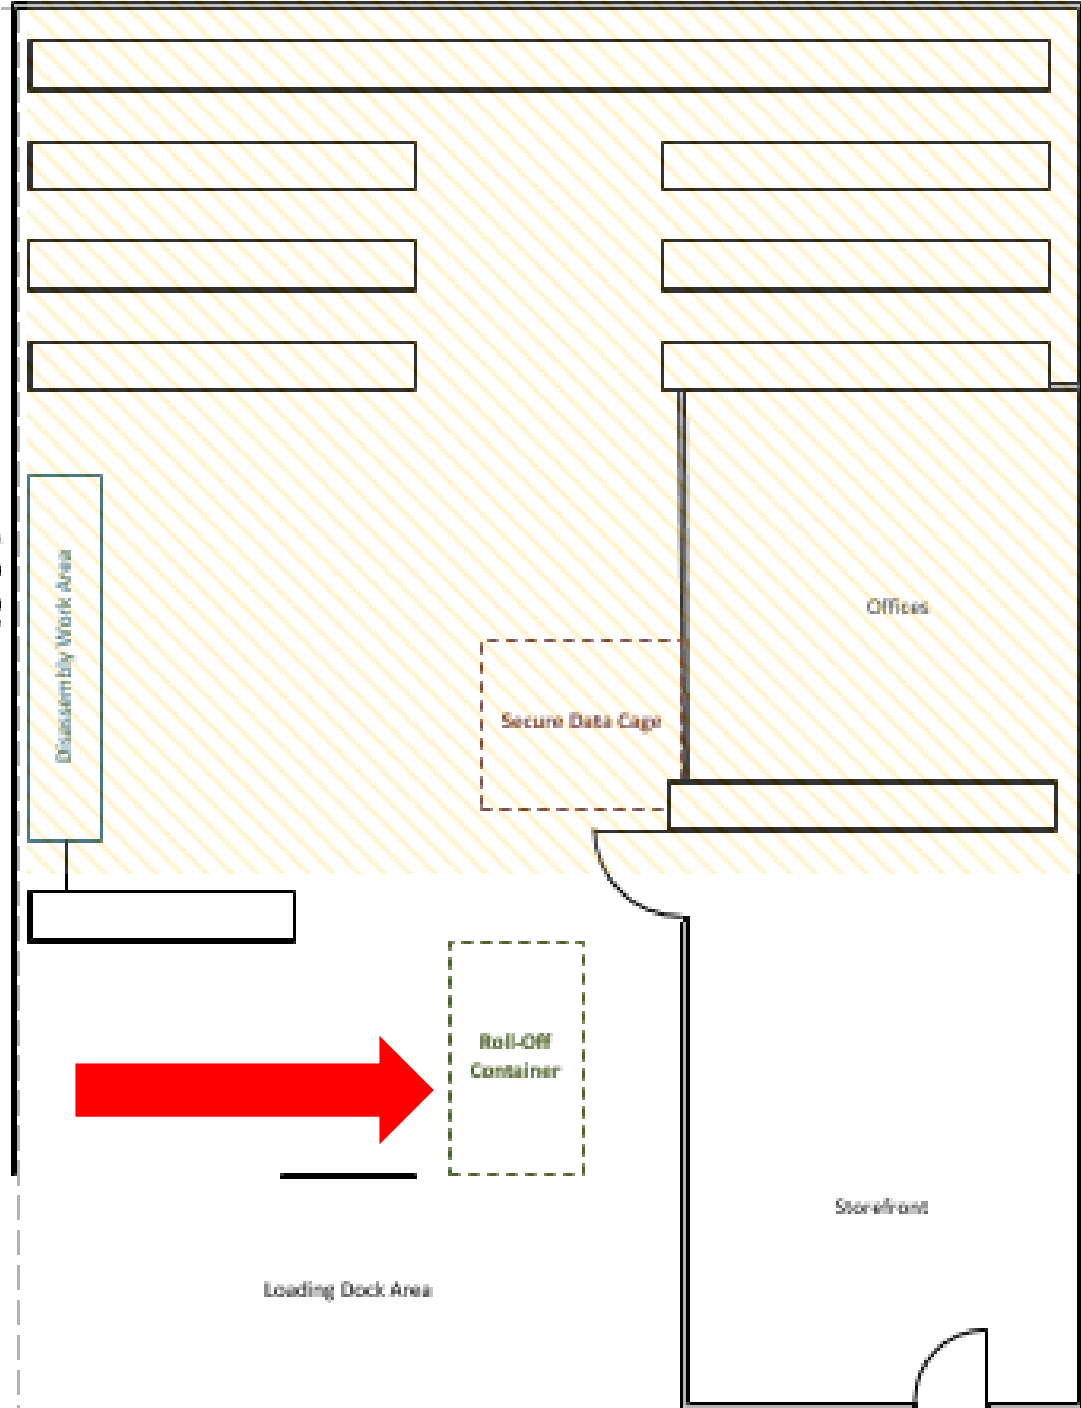 Disassembly Work Area
Offices
Secure Data Cage
Roll-Off
Container
Storefront
Loading Dock Area